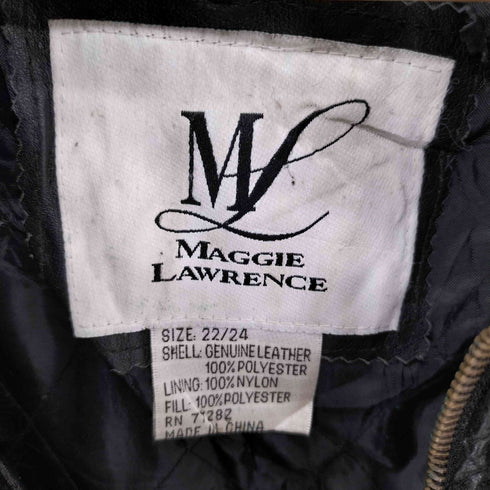 ML
MAGGIE
LAWRENCE
SIZE: 22/24
SHELL: GENUINE LEATHER
100% POLYESTER
LINING: 100% NYLON
FILL: 100% POLYESTER
RN 71282
MADE IN CHINA